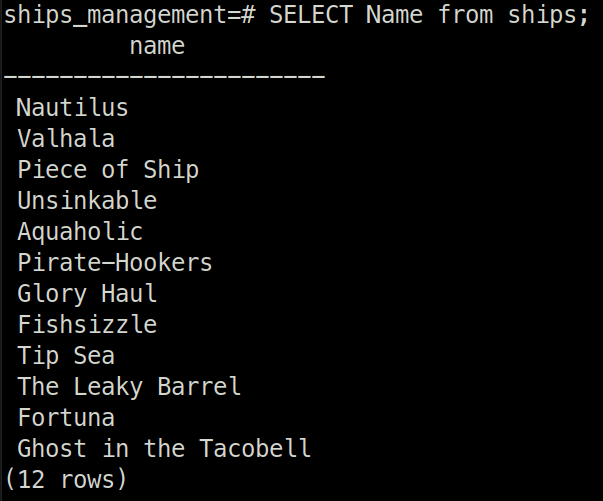 ships_management=# SELECT Name from ships;
name
-----------------------
Nautilus
Valhala
Piece of Ship
Unsinkable
Aquaholic
Pirate-Hookers
Glory Haul
Fishsizzle
Tip Sea
The Leaky Barrel
Fortuna
Ghost in the Tacobell
(12 rows)